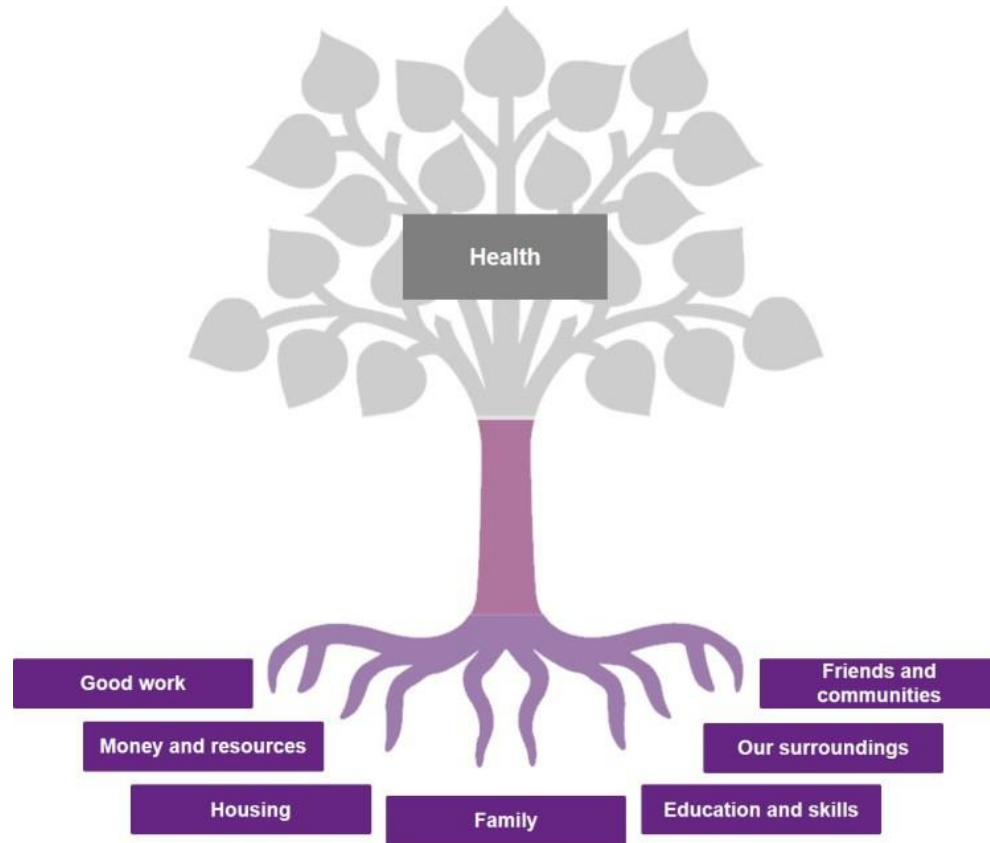 Health
Good work
Friends and
communities
Money and resources
Our surroundings
Housing
Family
Education and skills